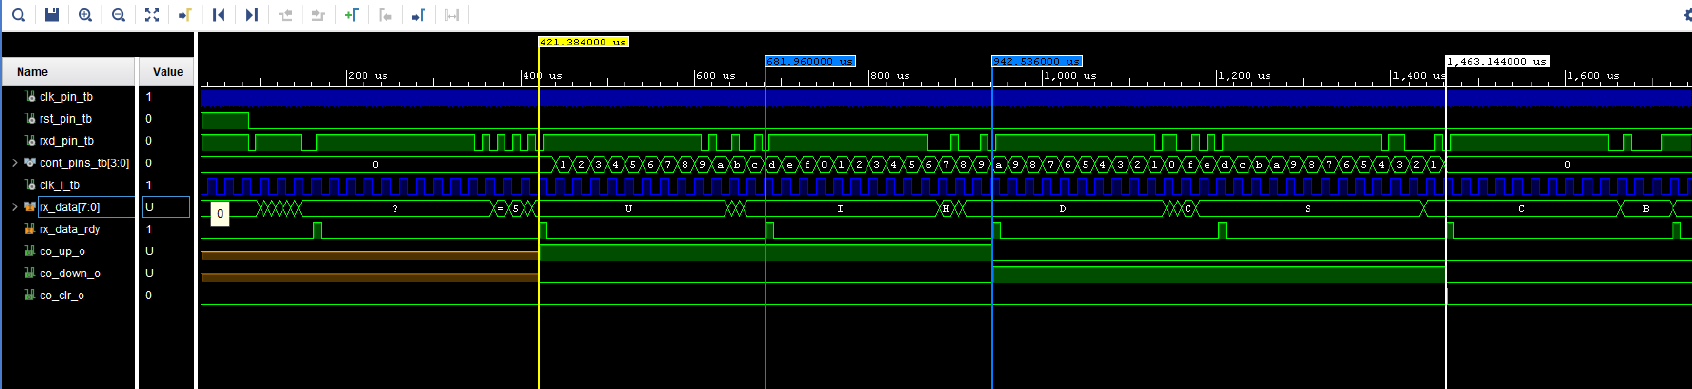 421.384000 us
681.960000 us 942.536000 us 1,463.144000 us
Name Value
200 us 400 us 600 us 800 us 1,000 us 1,200 us 1,400 us 1,600 us
clk_pin_tb 1
rst_pin_tb 0
rxd_pin_tb 0
cont_pins_tb[3:0] 0 0 1 2 3 4 5 6 7 8 9 a b c d e f 0 1 2 3 4 5 6 7 8 9 a 9 8 7 6 5 4 3 2 1 0 f e d c b a 9 8 7 6 5 4 3 2 1 0
clk_i_tb 1
rx_data[7:0] U 0 ? = 5 U I H D C S C B
rx_data_rdy 1
co_up_o U
co_down_o U
co_clr_o 0